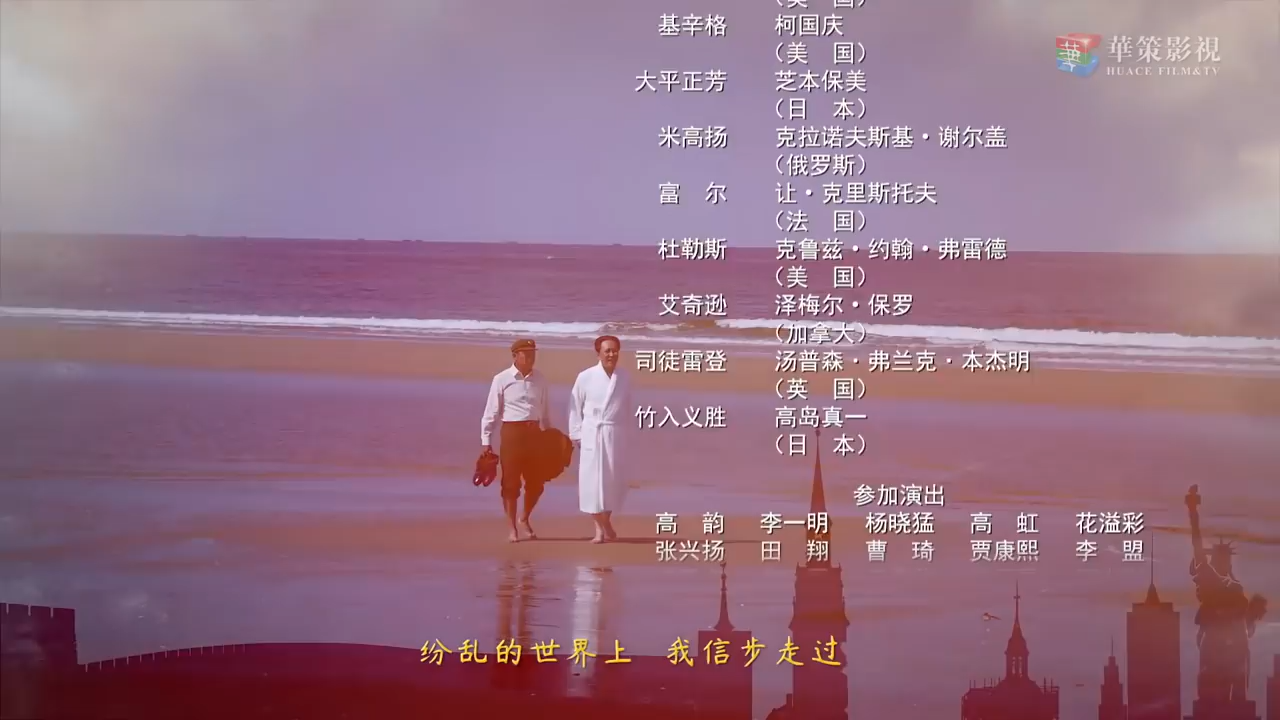 (美 国)
基辛格 柯国庆
(美 国)
大平正芳 芝本保美
(日 本)
米高扬 克拉诺夫斯基·谢尔盖
(俄罗斯)
富 尔 让·克里斯托夫
(法 国)
杜勒斯 克鲁兹·约翰·弗雷德
(美 国)
艾奇逊 泽梅尔·保罗
(加拿大)
司徒雷登 汤普森·弗兰克·本杰明
(英 国)
竹入义胜 高岛真一
(日 本)
参加演出
高 韵 李一明 杨晓猛 高 虹 花溢彩
张兴扬 田 翔 曹 琦 贾康熙 李 盟
纷乱的世界上 我信步走过
華策影視
HUACE FILM&TV